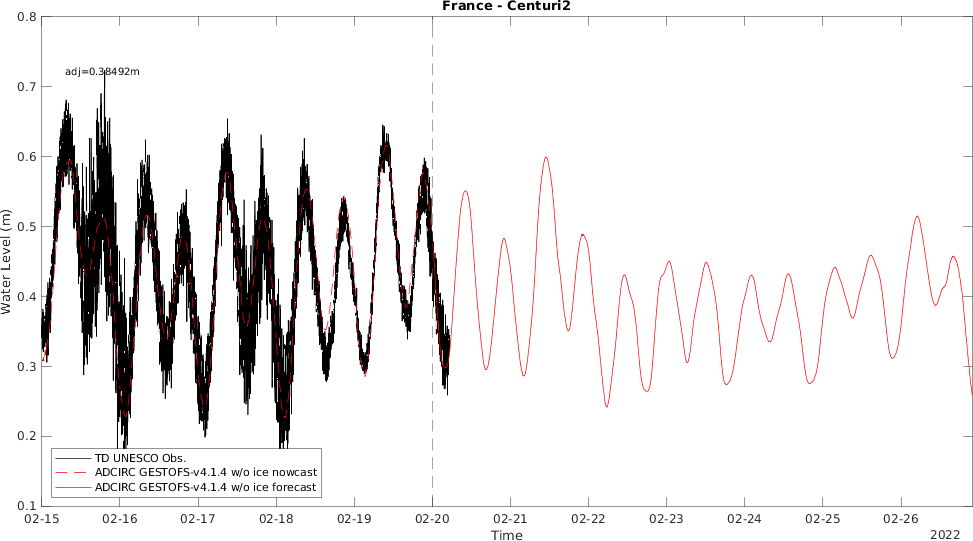 France - Centuri2
0.8
0.7
0.6
0.5
0.4
0.3
0.2
0.1
Water Level (m)
adj=0.38492m
TD UNESCO Obs.
ADCIRC GESTOFS-v4.1.4 w/o ice nowcast
ADCIRC GESTOFS-v4.1.4 w/o ice forecast
02-15 02-16 02-17 02-18 02-19 02-20 02-21 02-22 02-23 02-24 02-25 02-26
Time
2022